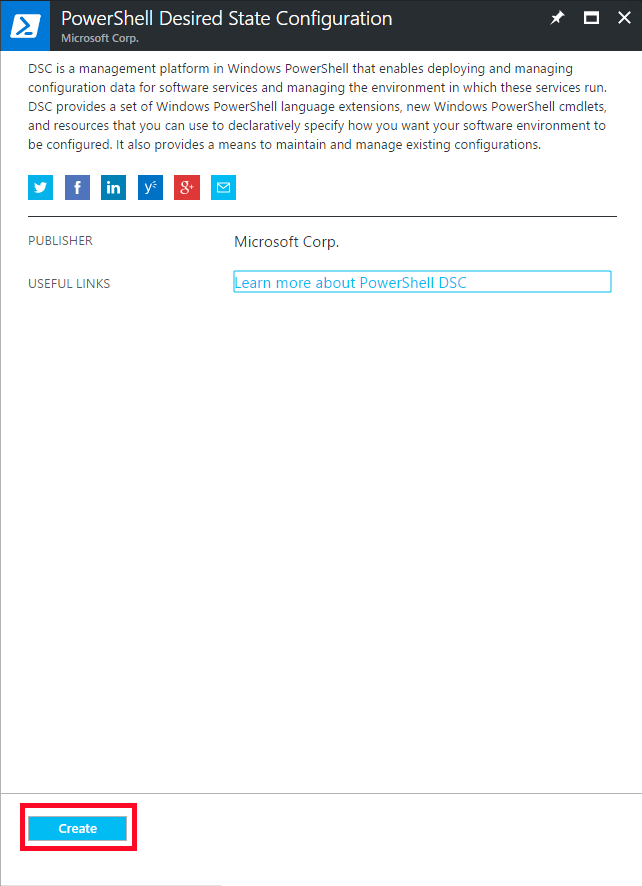 PowerShell Desired State Configuration
Microsoft Corp.
DSC is a management platform in Windows PowerShell that enables deploying and managing
configuration data for software services and managing the environment in which these services run.
DSC provides a set of Windows PowerShell language extensions, new Windows PowerShell cmdlets,
and resources that you can use to declaratively specify how you want your software environment to
be configured. It also provides a means to maintain and manage existing configurations.
PUBLISHER Microsoft Corp.
USEFUL LINKS Learn more about PowerShell DSC
Create